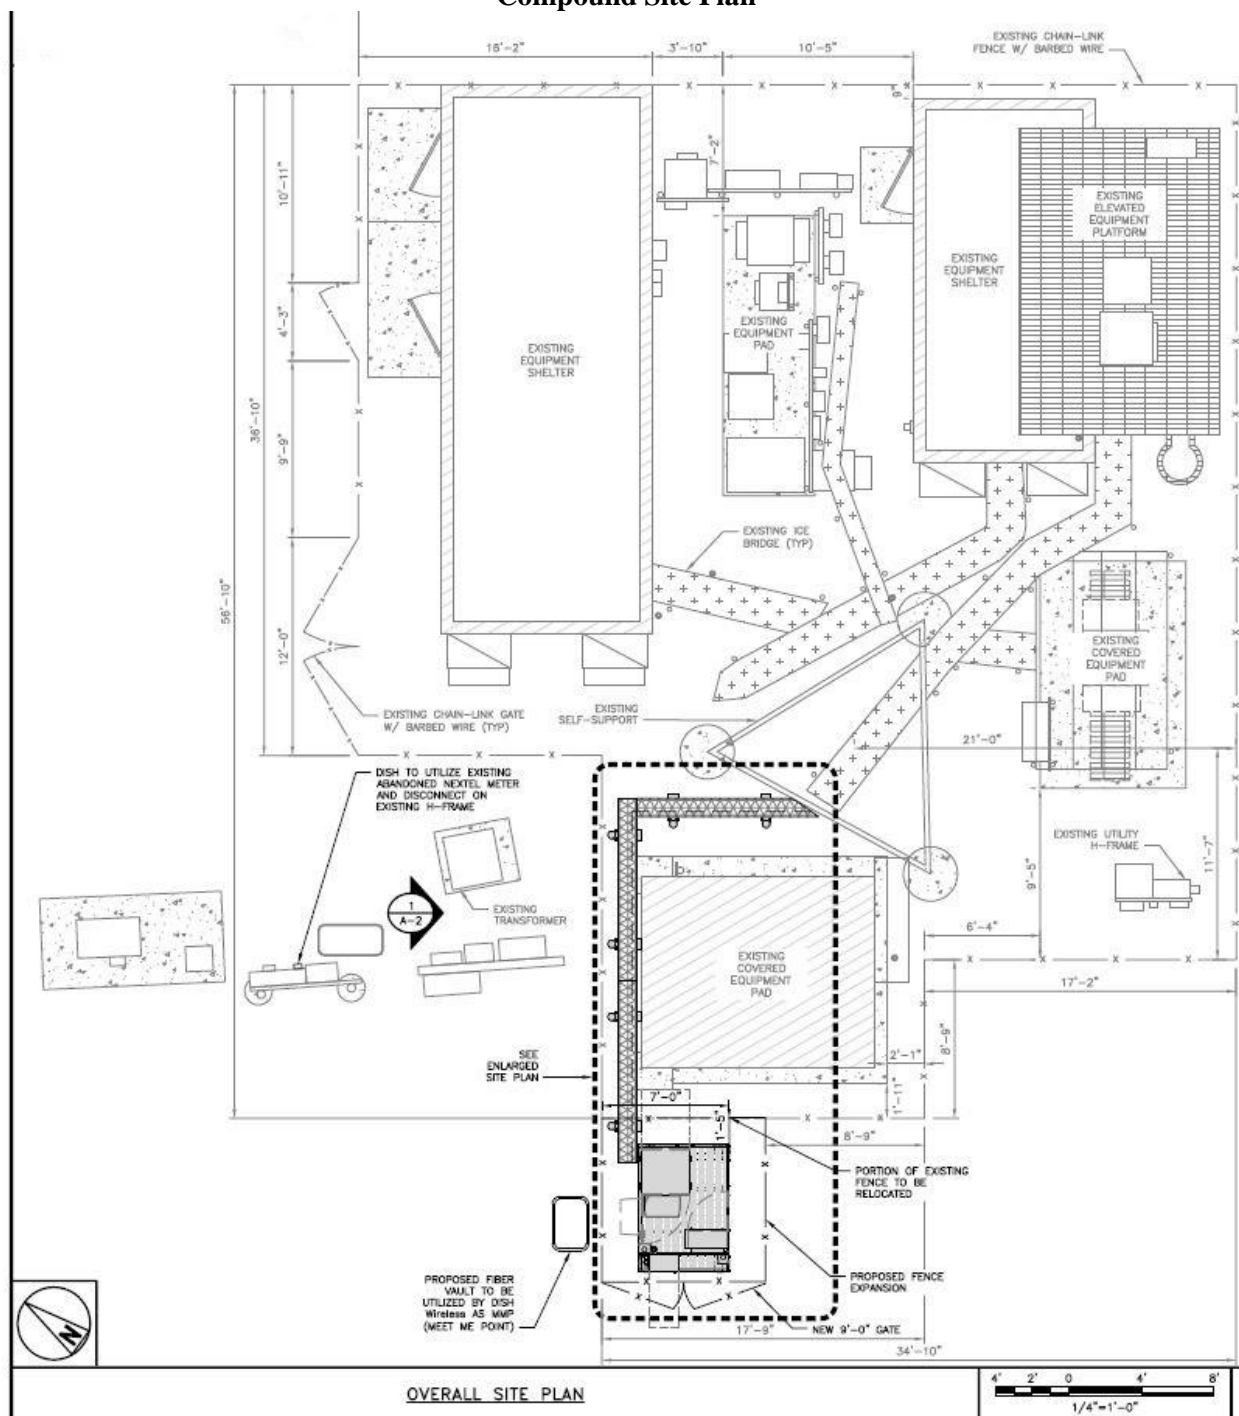 Compound Site Plan
EXISTING CHAIN-LINK
FENCE W/ BARBED WIRE
16'-2"
3'-10"
10'-5"
9"
7'-2"
10'-11"
EXISTING
ELEVATED
EQUIPMENT
PLATFORM
EXISTING
EQUIPMENT
SHELTER
4'-3"
EXISTING
EQUIPMENT
PAD
EXISTING
EQUIPMENT
SHELTER
36'-10"
9'-9"
EXISTING ICE
BRIDGE (TYP)
56'-10"
12'-0"
EXISTING
COVERED
EQUIPMENT
PAD
EXISTING CHAIN-LINK GATE
W/ BARBED WIRE (TYP)
EXISTING
SELF-SUPPORT
21'-0"
DISH TO UTILIZE EXISTING
ABANDONED NEXTEL METER
AND DISCONNECT ON
EXISTING H-FRAME
EXISTING UTILITY
H-FRAME
11'-7"
9'-5"
1
A-2
EXISTING
TRANSFORMER
6'-4"
EXISTING
COVERED
EQUIPMENT
PAD
17'-2"
8'-9"
SEE
ENLARGED
SITE PLAN
2'-1"
7'-0"
1'-11"
1'-5"
8'-9"
PORTION OF EXISTING
FENCE TO BE
RELOCATED
PROPOSED FIBER
VAULT TO BE
UTILIZED BY DISH
Wireless AS MMP
(MEET ME POINT)
PROPOSED FENCE
EXPANSION
N
17'-9"
NEW 9'-0" GATE
34'-10"
OVERALL SITE PLAN
4' 2' 0 4' 8'
1/4"=1'-0"